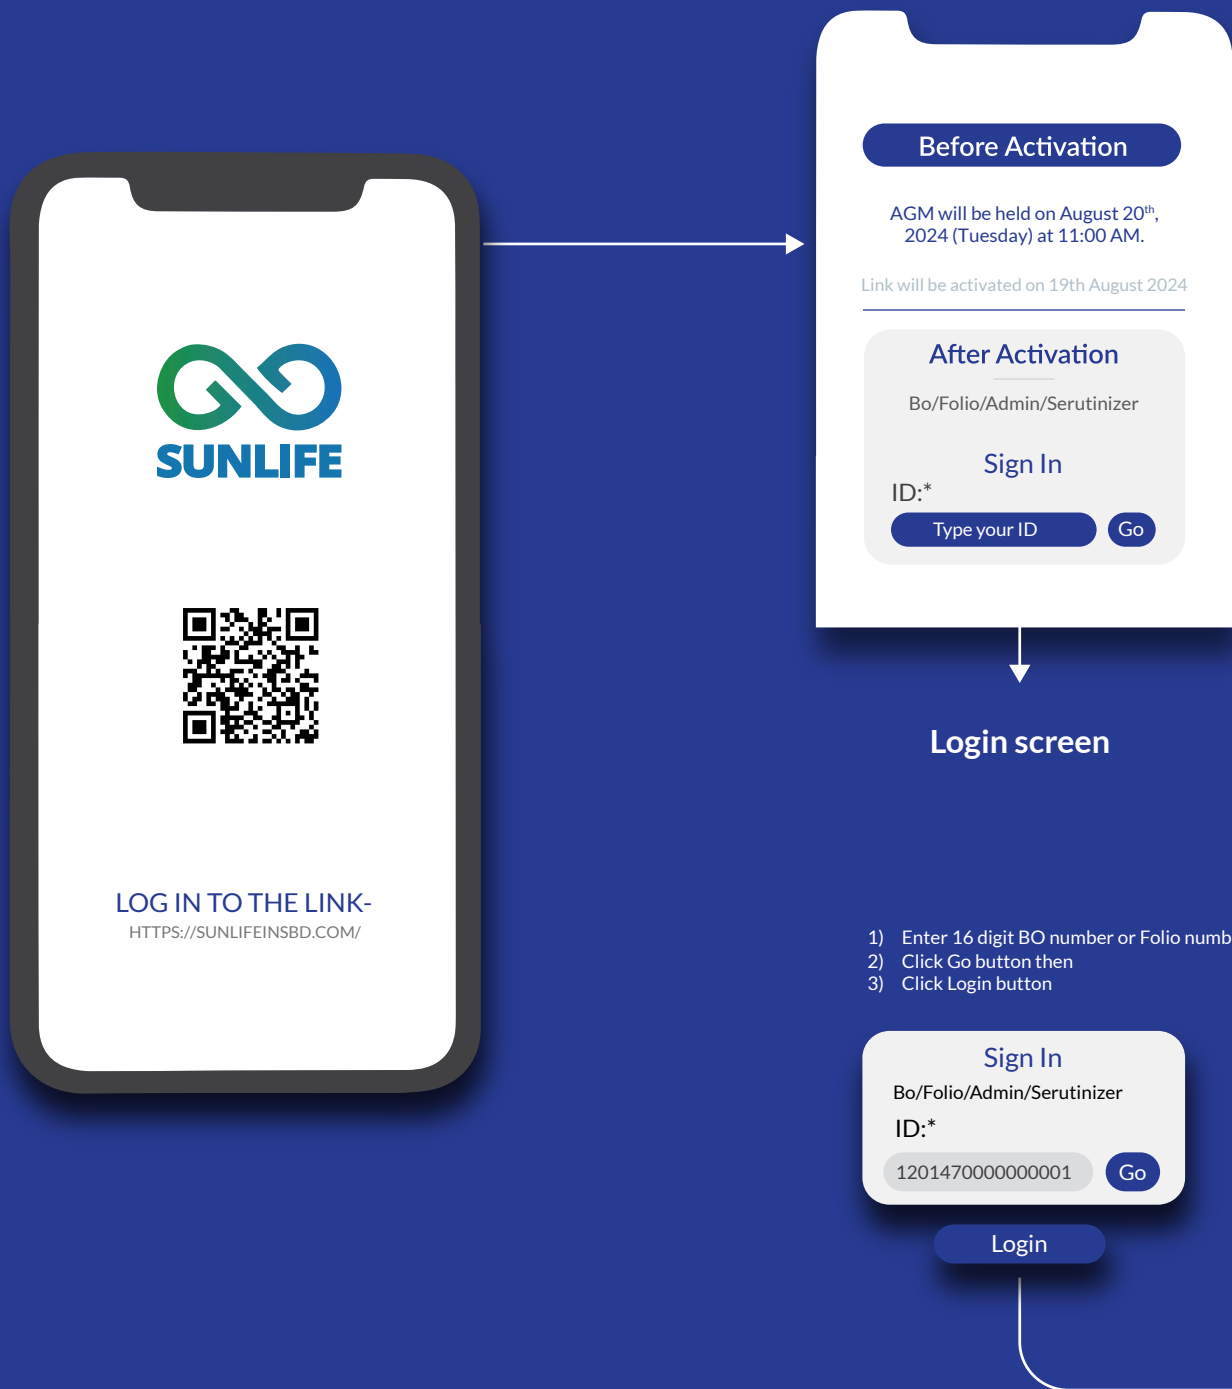 SUNLIFE
LOG IN TO THE LINK-
HTTPS://SUNLIFEINSBD.COM/
Before Activation
AGM will be held on August 20th,
2024 (Tuesday) at 11:00 AM.
Link will be activated on 19th August 2024
After Activation
Bo/Folio/Admin/Serutinizer
Sign In
ID:*
Type your ID Go
Login screen
1) Enter 16 digit BO number or Folio numb
2) Click Go button then
3) Click Login button
Sign In
Bo/Folio/Admin/Serutinizer
ID:*
1201470000000001 Go
Login